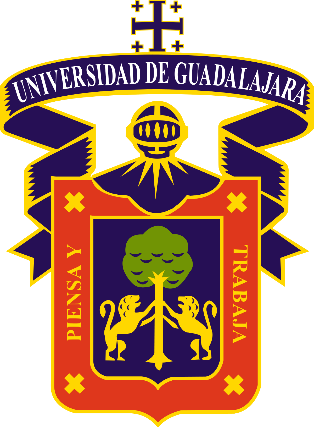 UNIVERSIDAD DE GUADALAJARA
PIENSA Y
TRABAJA